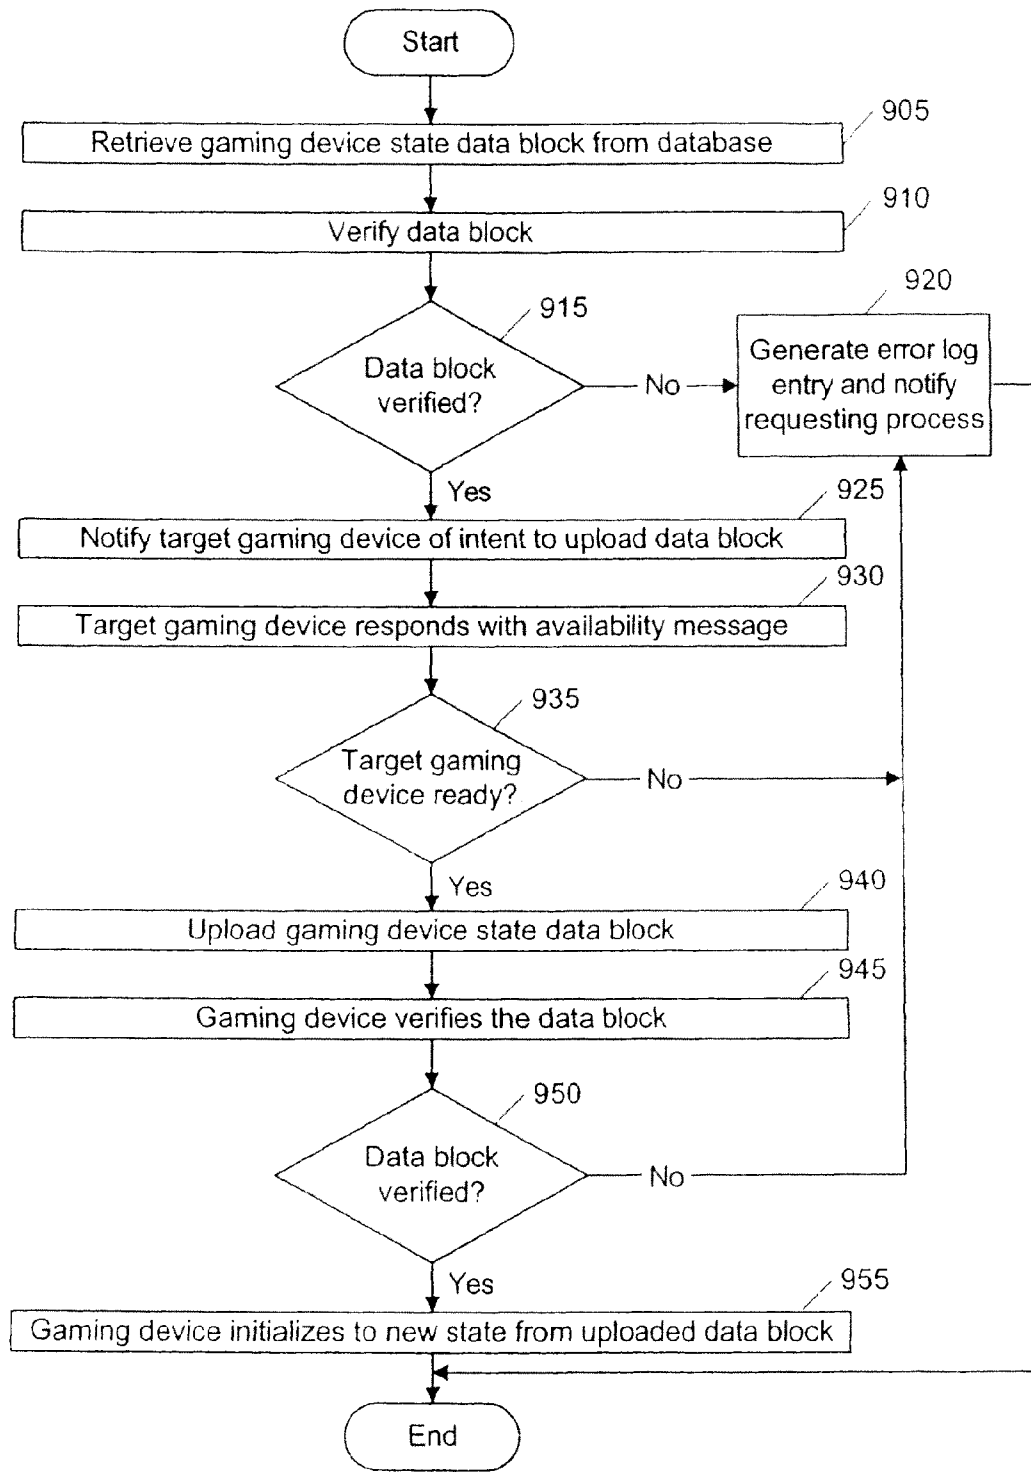 Start
905
Retrieve gaming device state data block from database
910
Verify data block
915
Data block
verified?
No
920
Generate error log
entry and notify
requesting process
Yes
925
Notify target gaming device of intent to upload data block
930
Target gaming device responds with availability message
935
Target gaming
device ready?
No
Yes
940
Upload gaming device state data block
945
Gaming device verifies the data block
950
Data block
verified?
No
Yes
955
Gaming device initializes to new state from uploaded data block
End